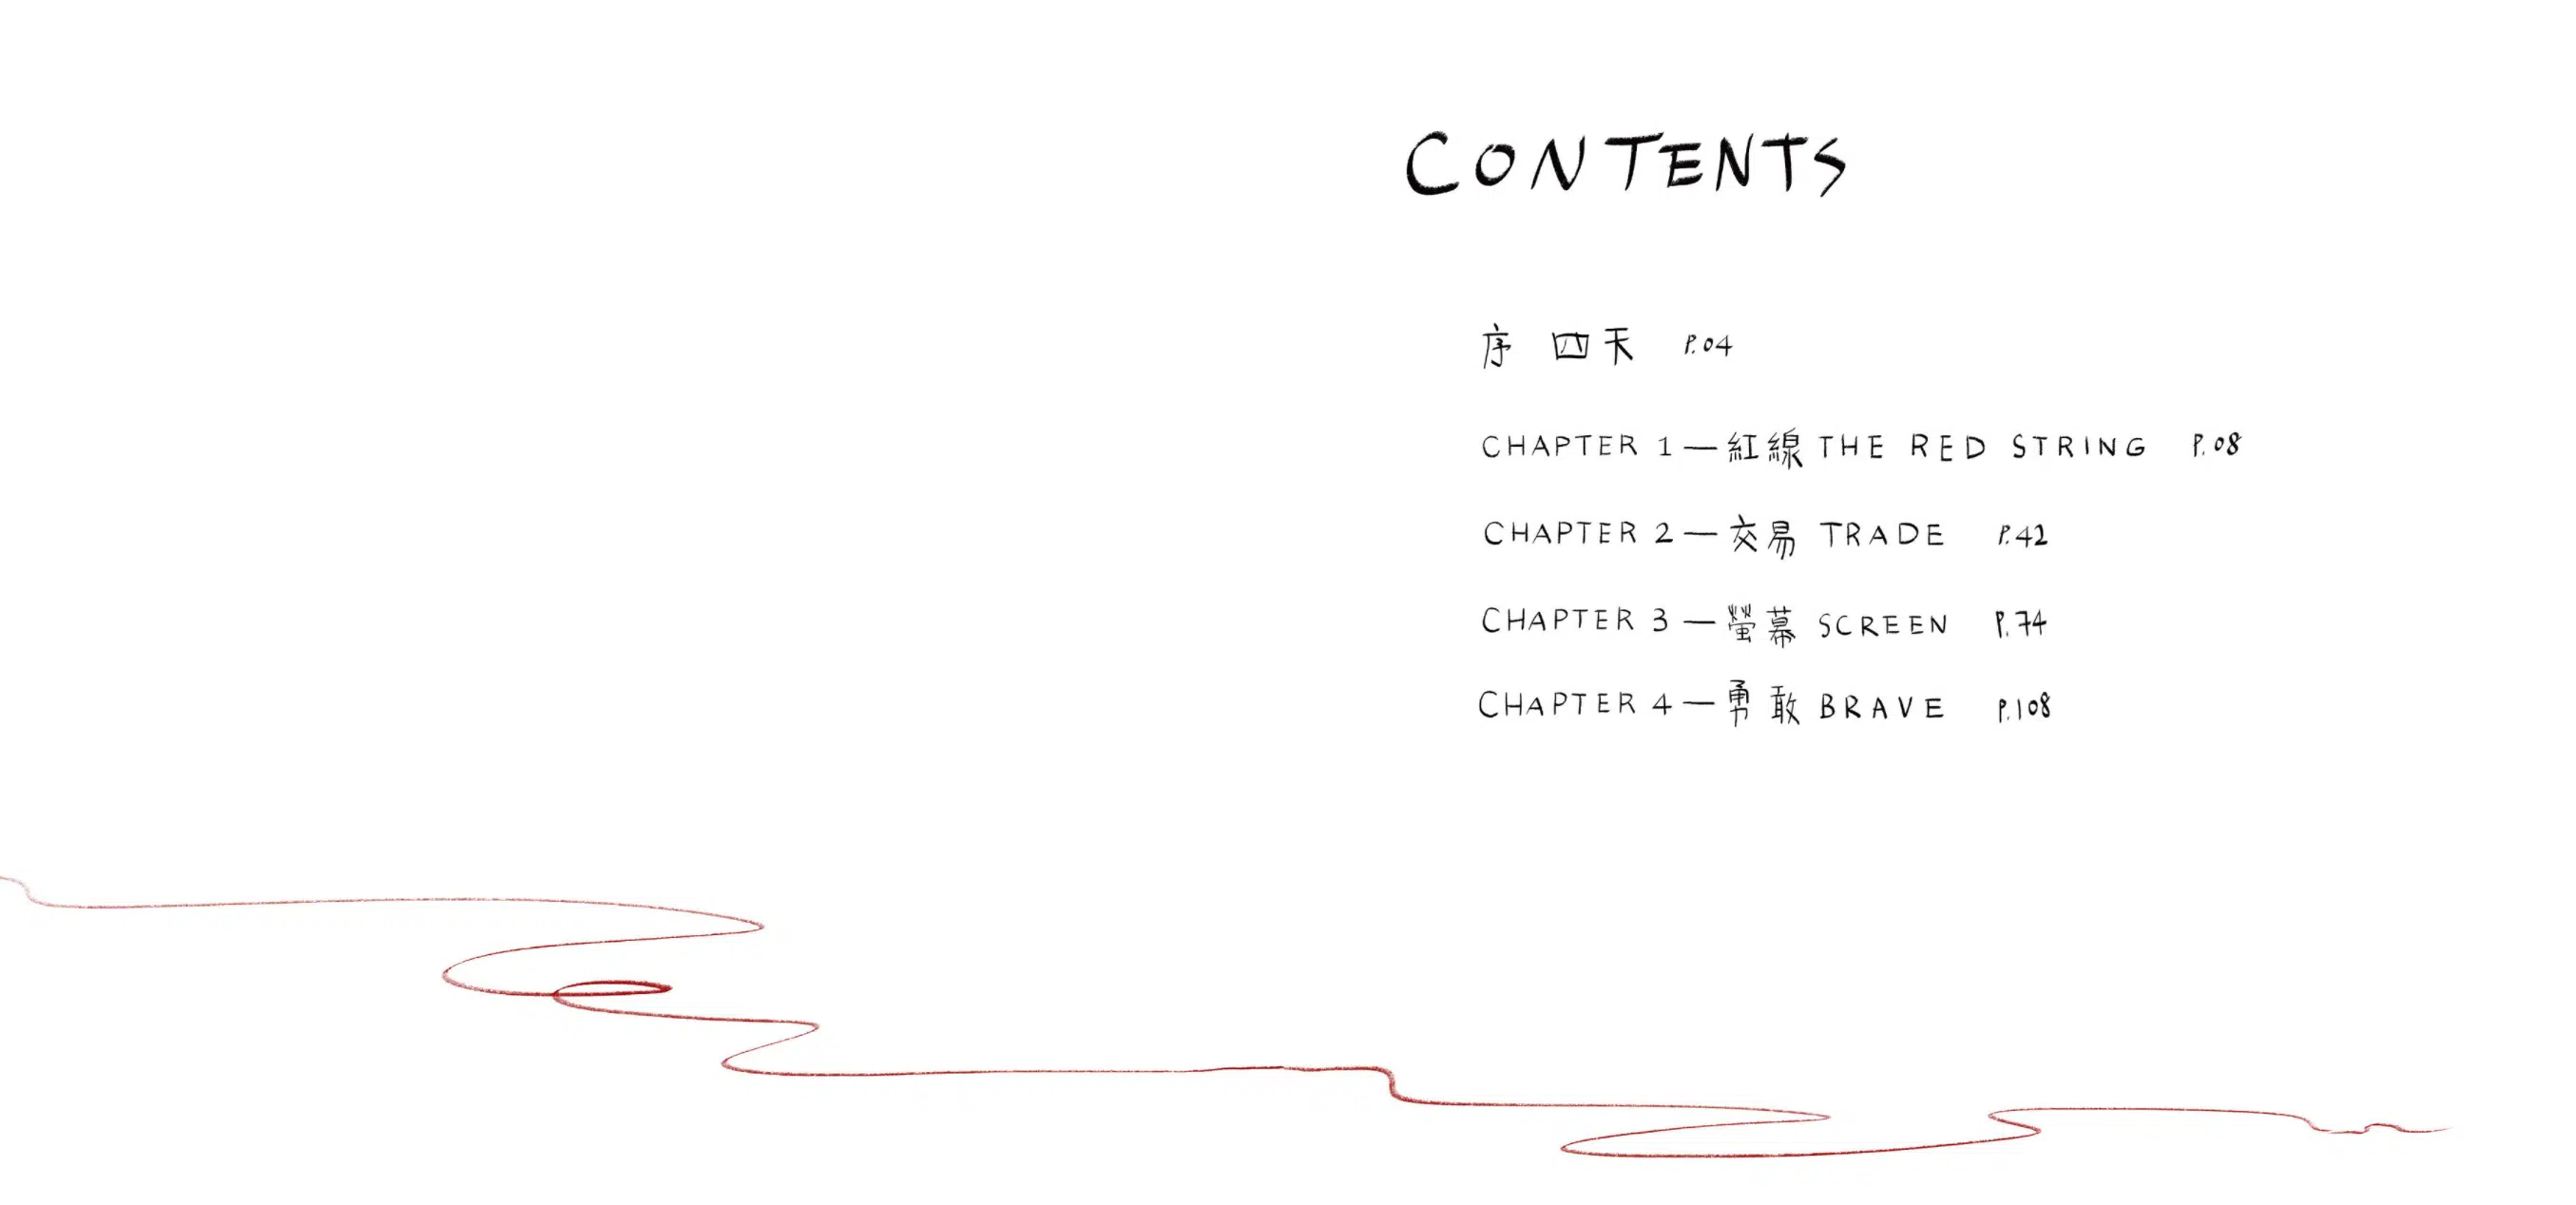 CONTENTS
序 四天 P.04
CHAPTER 1—紅線 THE RED STRING P.08
CHAPTER 2—交易 TRADE P.42
CHAPTER 3—螢幕 SCREEN P.74
CHAPTER 4—勇敢 BRAVE P.108